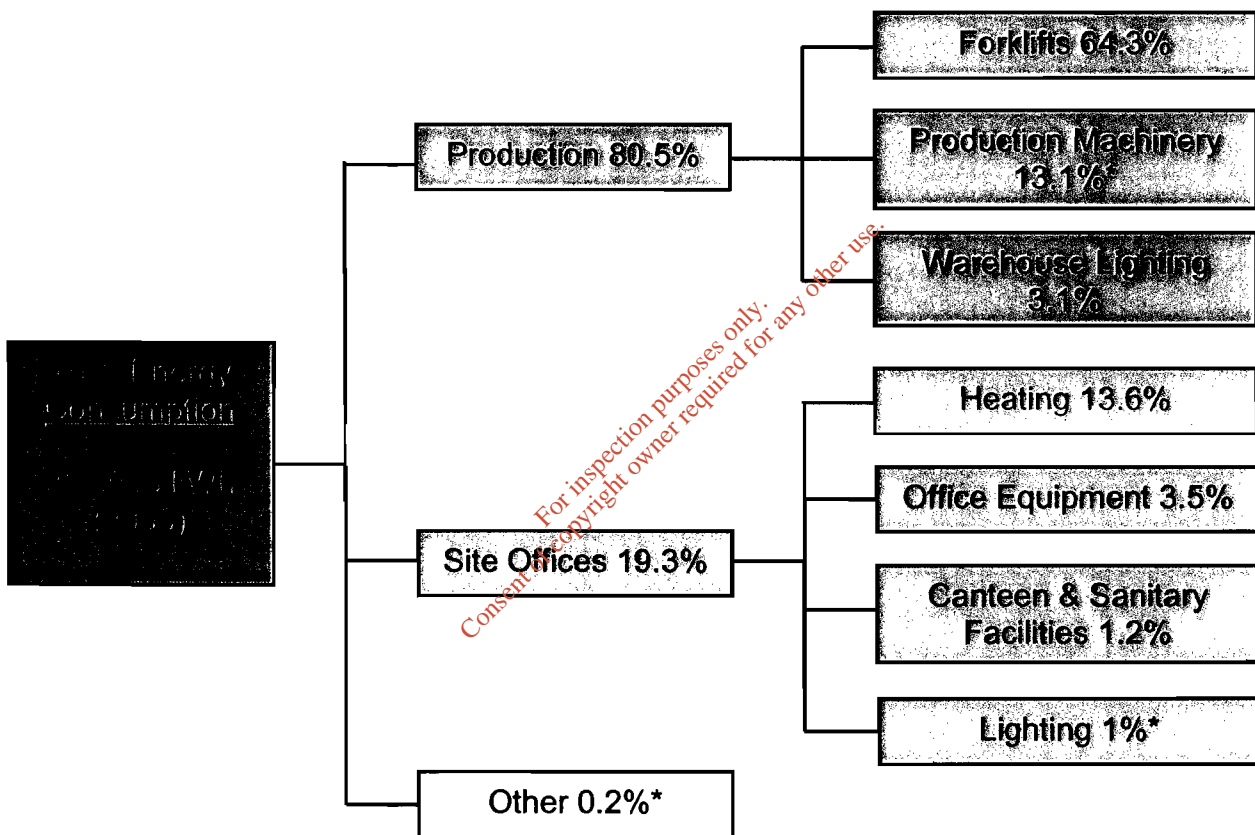 Forklifts 64.3%
Production 80.5%
Production Machinery
13.1%*
Warehouse Lighting
3.1%
Energy
Consumption
Heating 13.6%
Office Equipment 3.5%
Site Offices 19.3%
Canteen & Sanitary
Facilities 1.2%
Lighting 1%*
Other 0.2%*
For inspection purposes only.
Consent of copyright owner required for any other use.